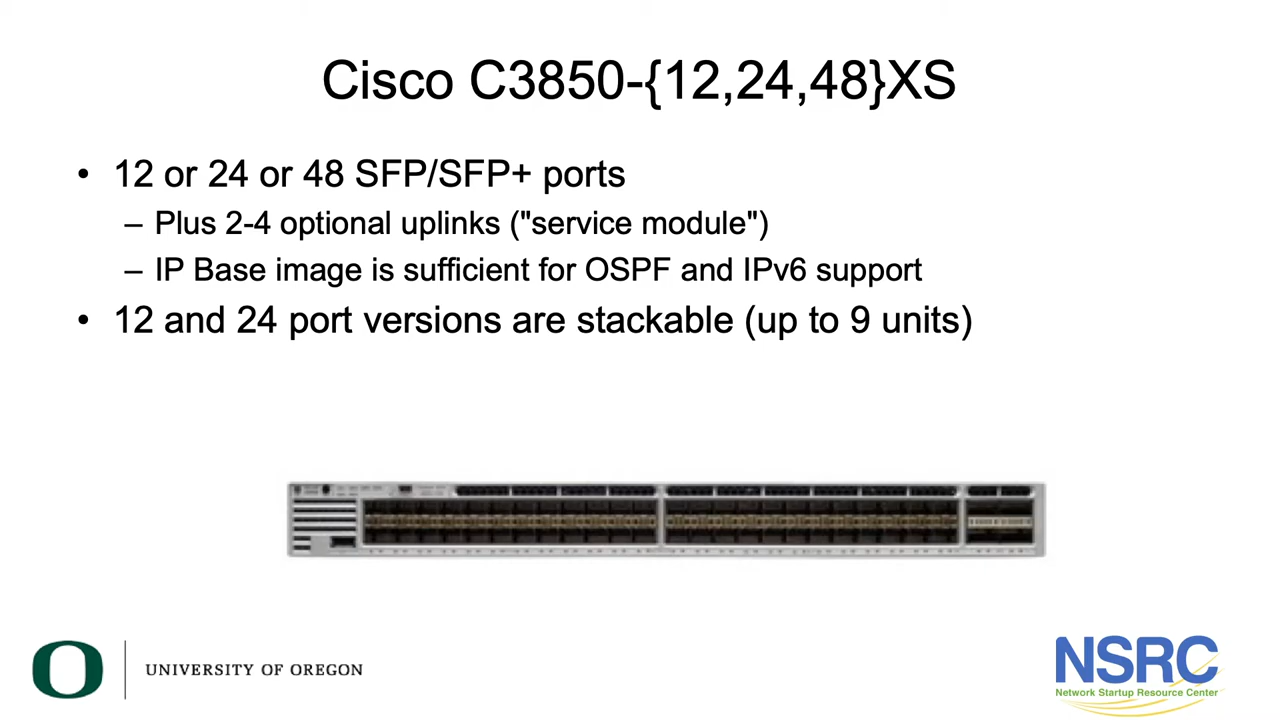 Cisco C3850-{12,24,48}XS
• 12 or 24 or 48 SFP/SFP+ ports
– Plus 2-4 optional uplinks ("service module")
– IP Base image is sufficient for OSPF and IPv6 support
• 12 and 24 port versions are stackable (up to 9 units)
O
UNIVERSITY OF OREGON
NSRC
Network Startup Resource Center